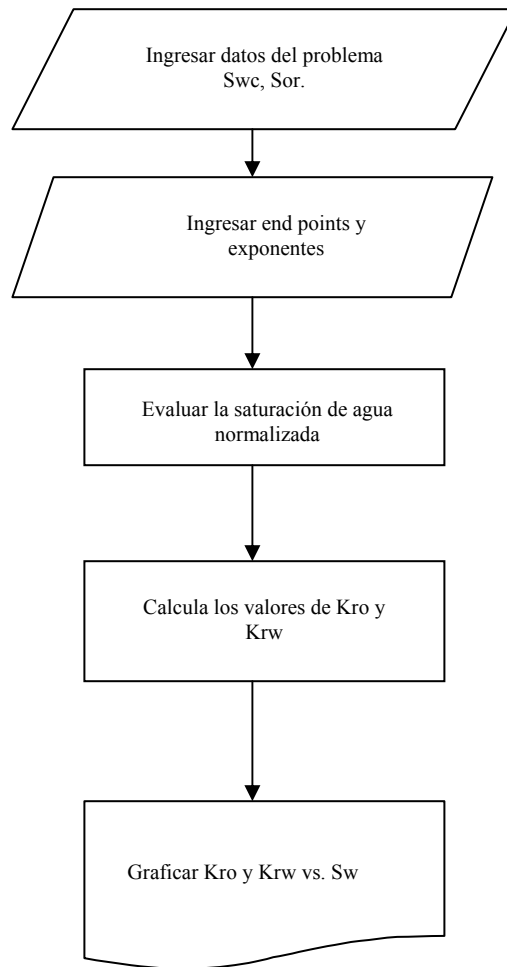 Ingresar datos del problema
Swc, Sor.
Ingresar end points y
exponentes
Evaluar la saturación de agua
normalizada
Calcula los valores de Kro y
Krw
Graficar Kro y Krw vs. Sw